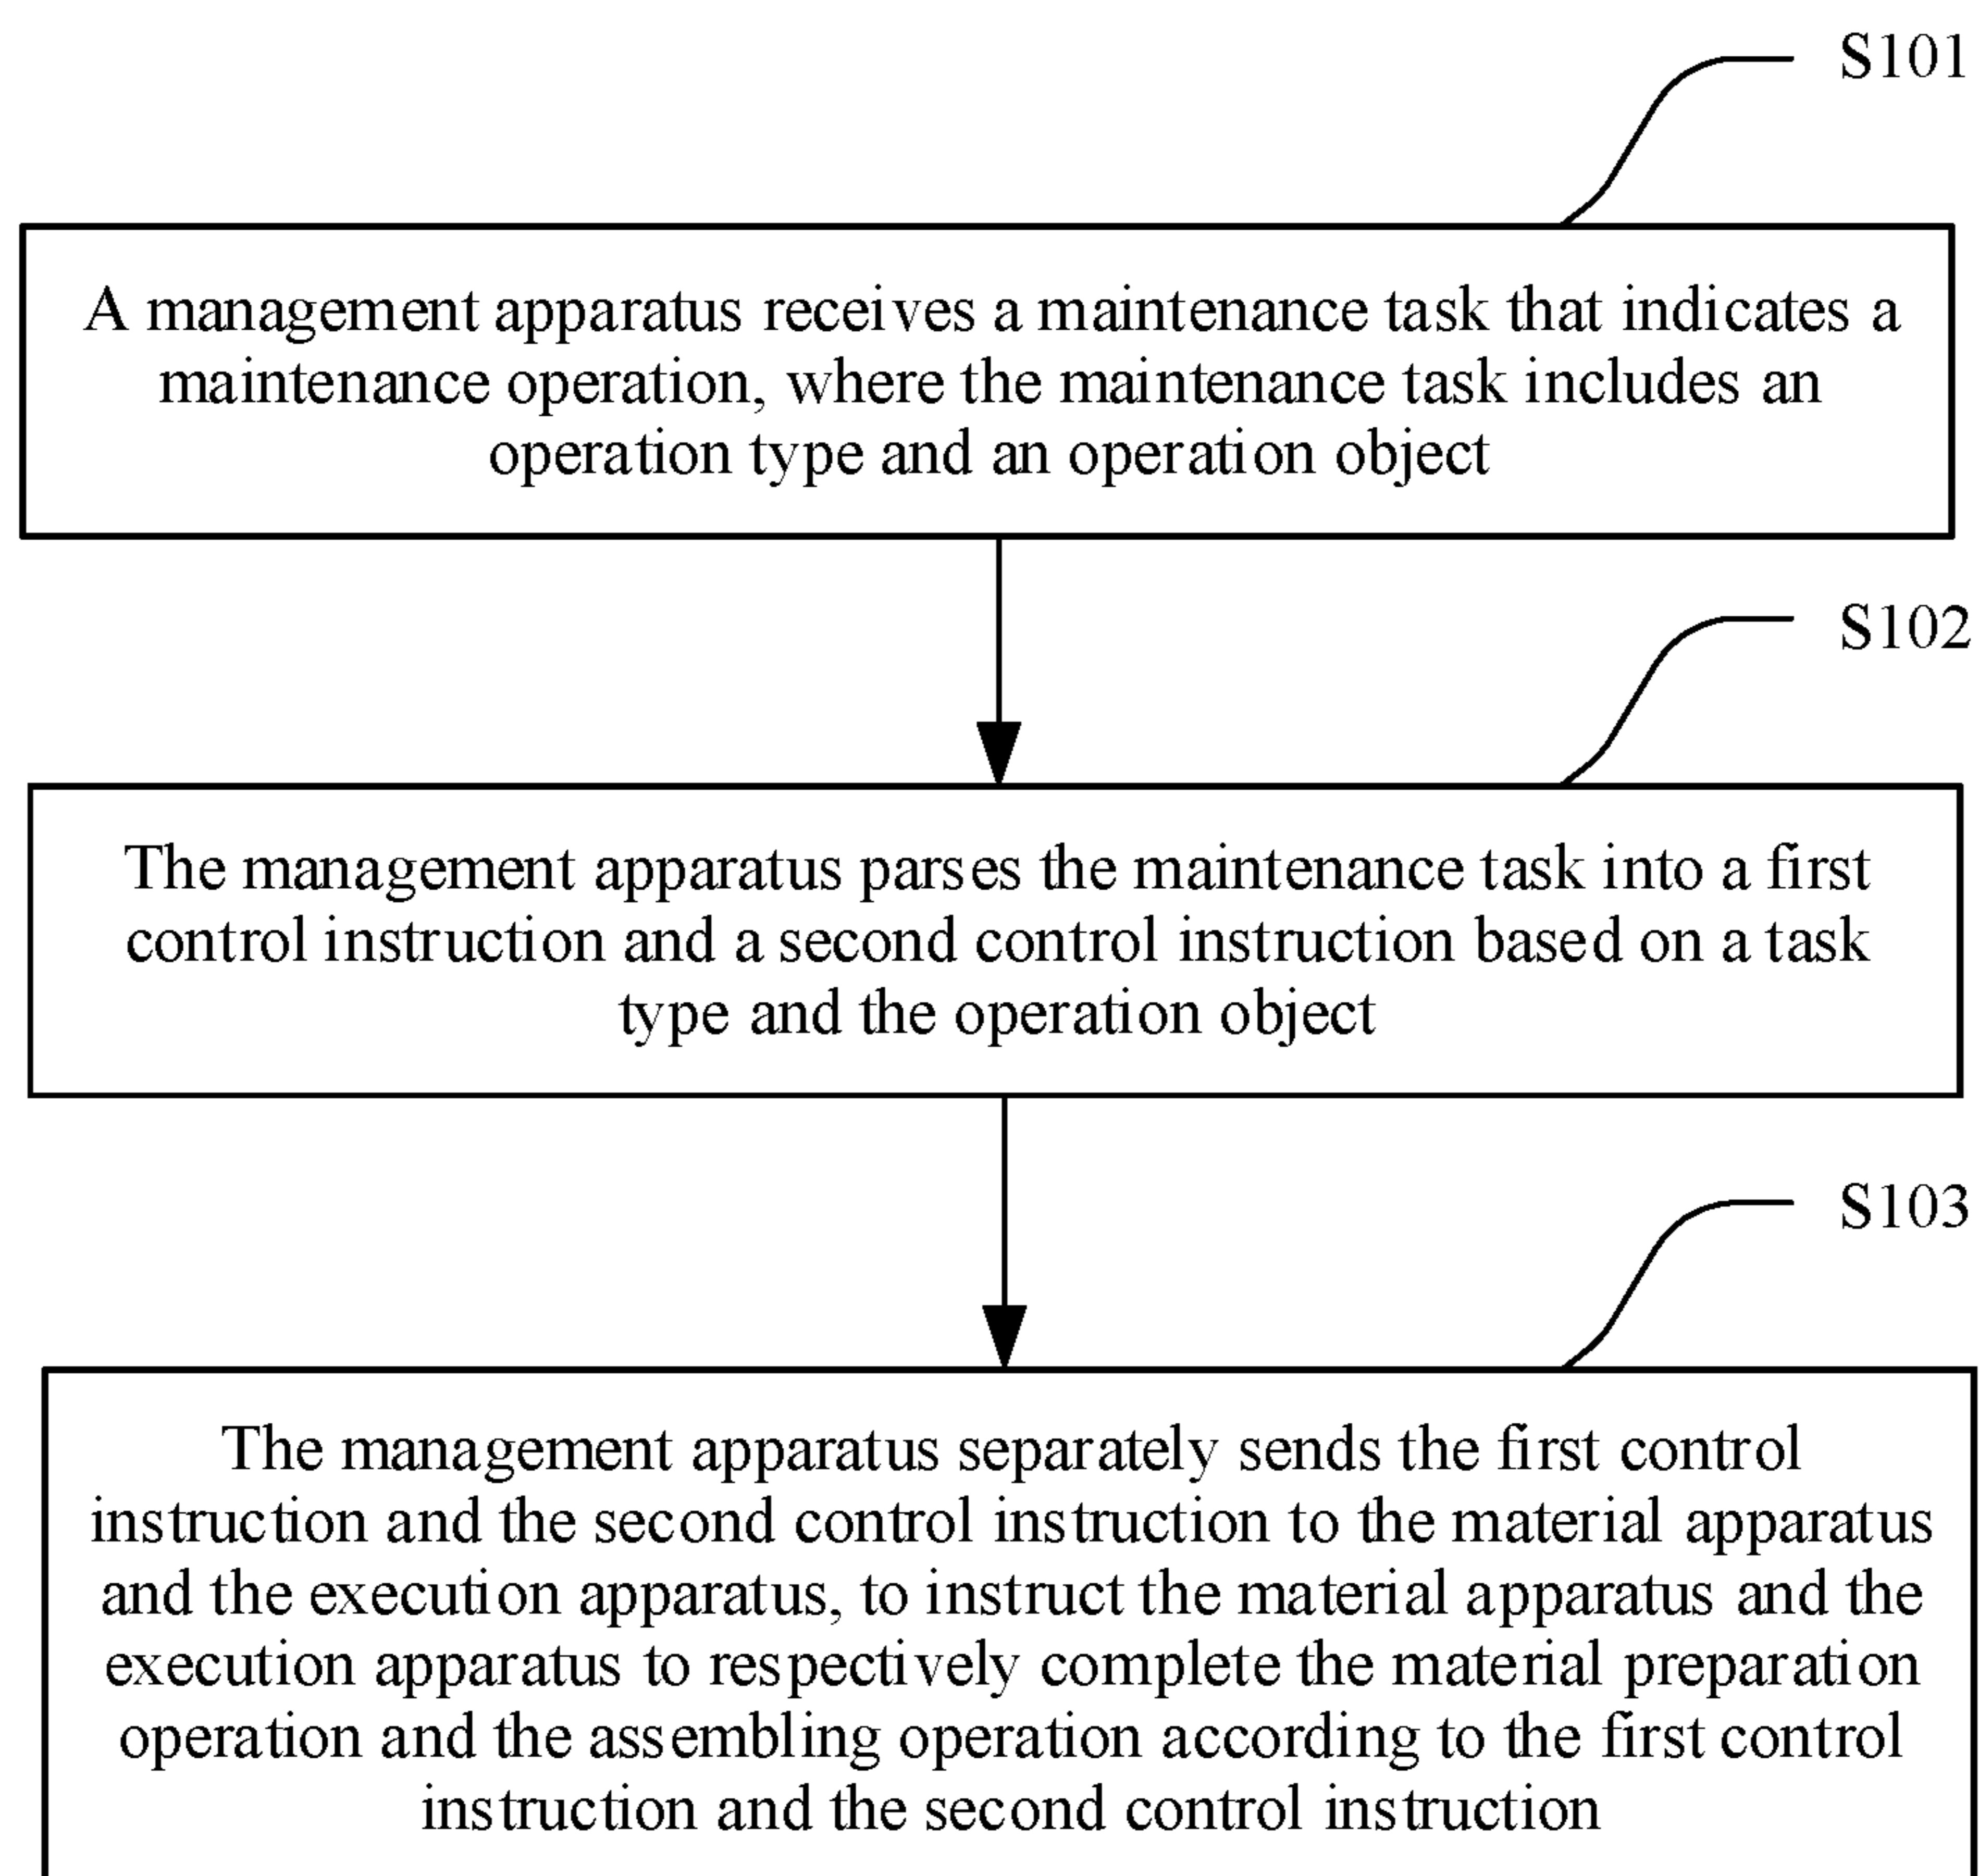 S101
A management apparatus receives a maintenance task that indicates a
maintenance operation, where the maintenance task includes an
operation type and an operation object
S102
The management apparatus parses the maintenance task into a first
control instruction and a second control instruction based on a task
type and the operation object
S103
The management apparatus separately sends the first control
instruction and the second control instruction to the material apparatus
and the execution apparatus, to instruct the material apparatus and the
execution apparatus to respectively complete the material preparation
operation and the assembling operation according to the first control
instruction and the second control instruction